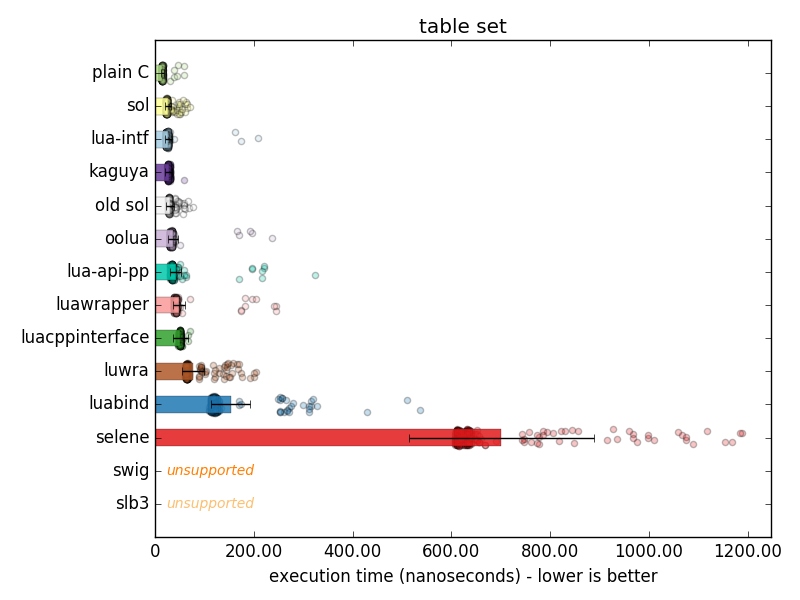 table set
plain C
sol
lua-intf
kaguya
old sol
oolua
lua-api-pp
luawrapper
luacppinterface
luwra
luabind
selene
swig unsupported
slb3 unsupported
0 200.00 400.00 600.00 800.00 1000.00 1200.00
execution time (nanoseconds) - lower is better